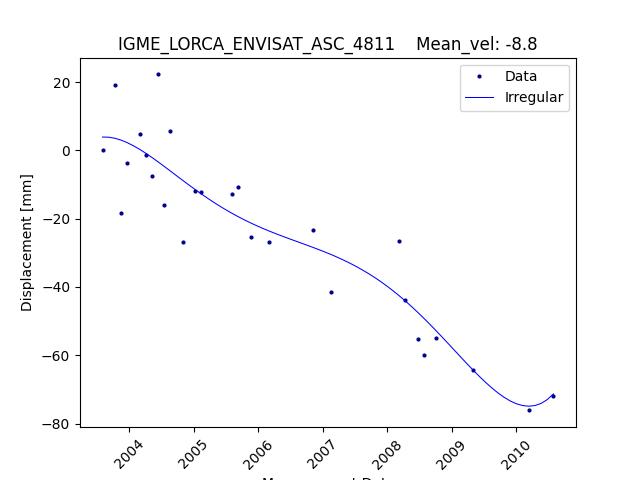 IGME_LORCA_ENVISAT_ASC_4811    Mean_vel: -8.8
Data
Irregular
20
0
−20
−40
−60
−80
Displacement [mm]
2004 2005 2006 2007 2008 2009 2010